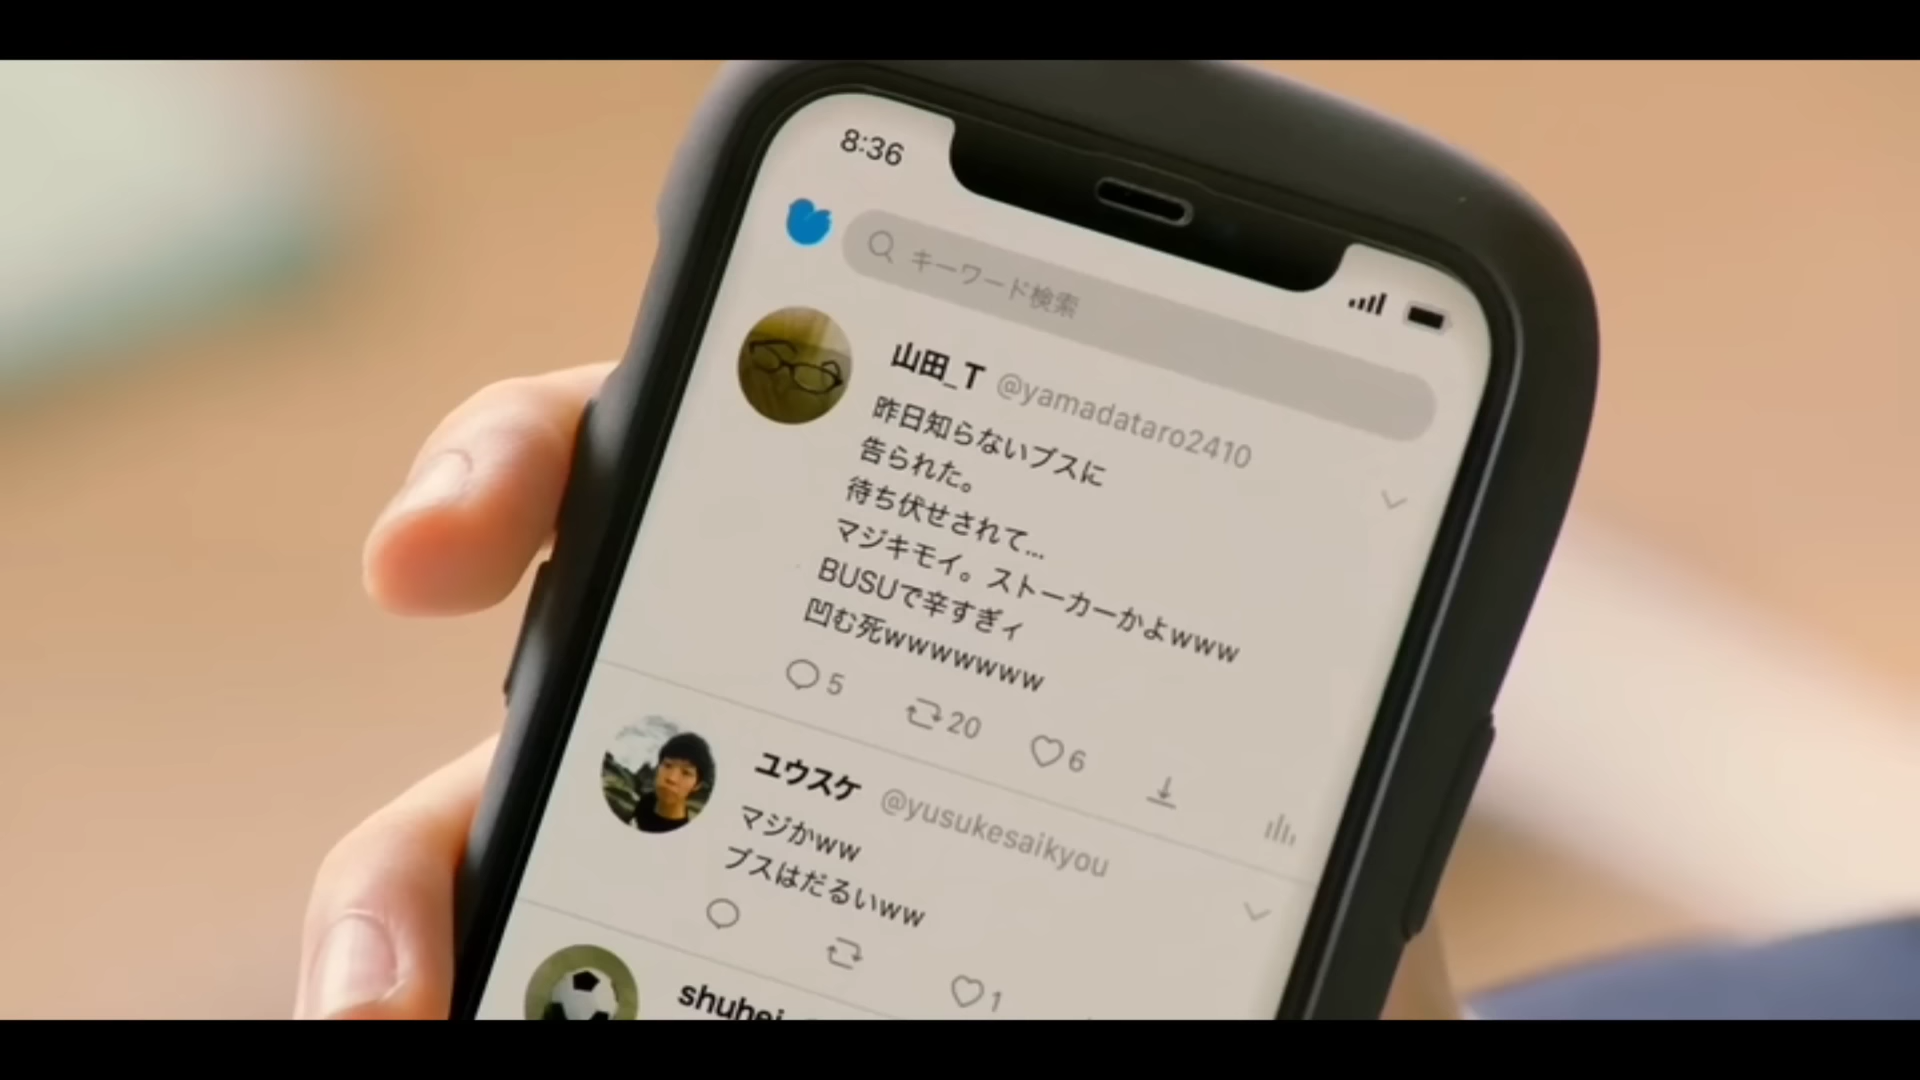 8:36
キーワード検索
山田_T @yamadataro2410
昨日知らないブスに
告られた。
待ち伏せされて...
マジキモイ。ストーカーかよwww
BUSUで辛すぎィ
凹む死wwwwwwww
5 20 6
ユウスケ @yusukesaikyou
マジかww
ブスはだるいww
1
shuhei